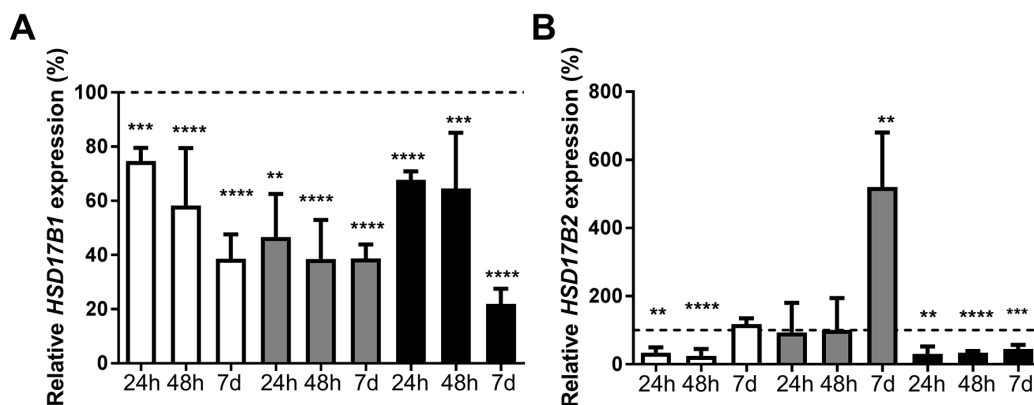 A
Relative HSD17B1 expression (%)
100
80
60
40
20
0
*** **** **** ** **** **** **** *** ****
24h 48h 7d 24h 48h 7d 24h 48h 7d
B
Relative HSD17B2 expression (%)
800
600
400
200
0
** **** ** ** **** ***
24h 48h 7d 24h 48h 7d 24h 48h 7d